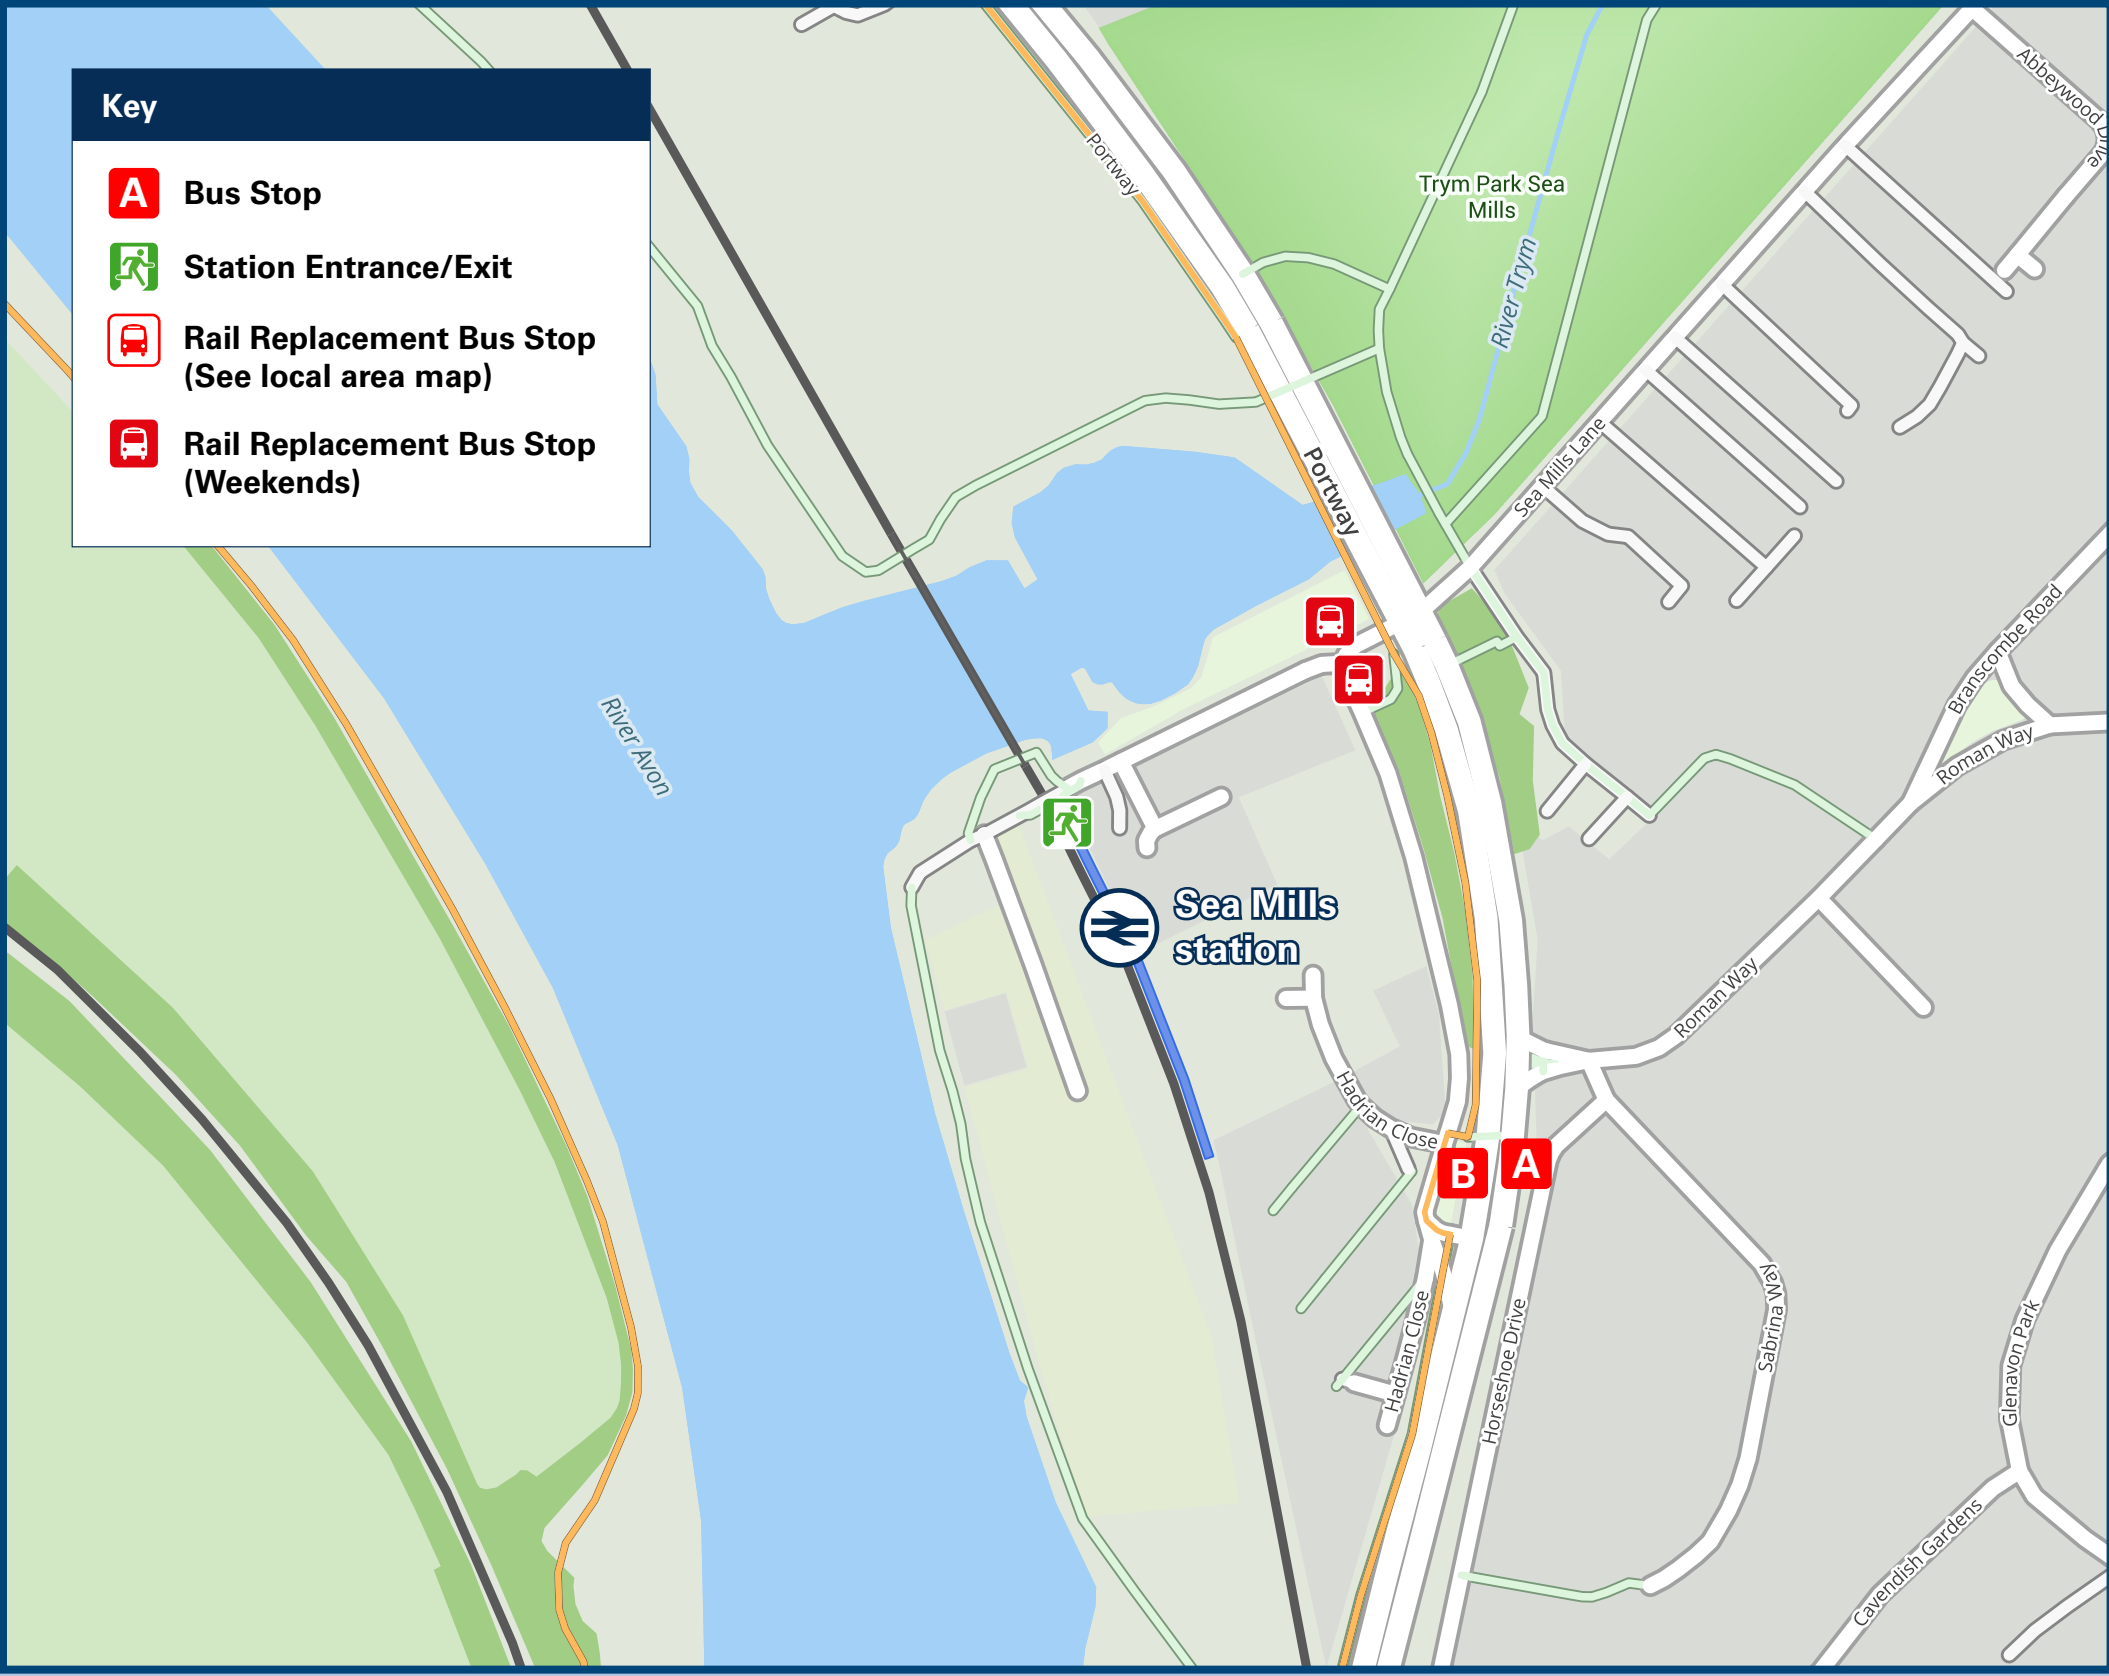 Key
A
Bus Stop
Station Entrance/Exit
Rail Replacement Bus Stop
(See local area map)
Rail Replacement Bus Stop
(Weekends)
Portway
Trym Park Sea
Mills
River Trym
Abbeywood Drive
Portway
Sea Mills Lane
Branscombe Road
Roman Way
River Avon
Sea Mills
station
Roman Way
Hadrian Close
B
A
Hadrian Close
Horseshoe Drive
Sabrina Way
Glenavon Park
Cavendish Gardens